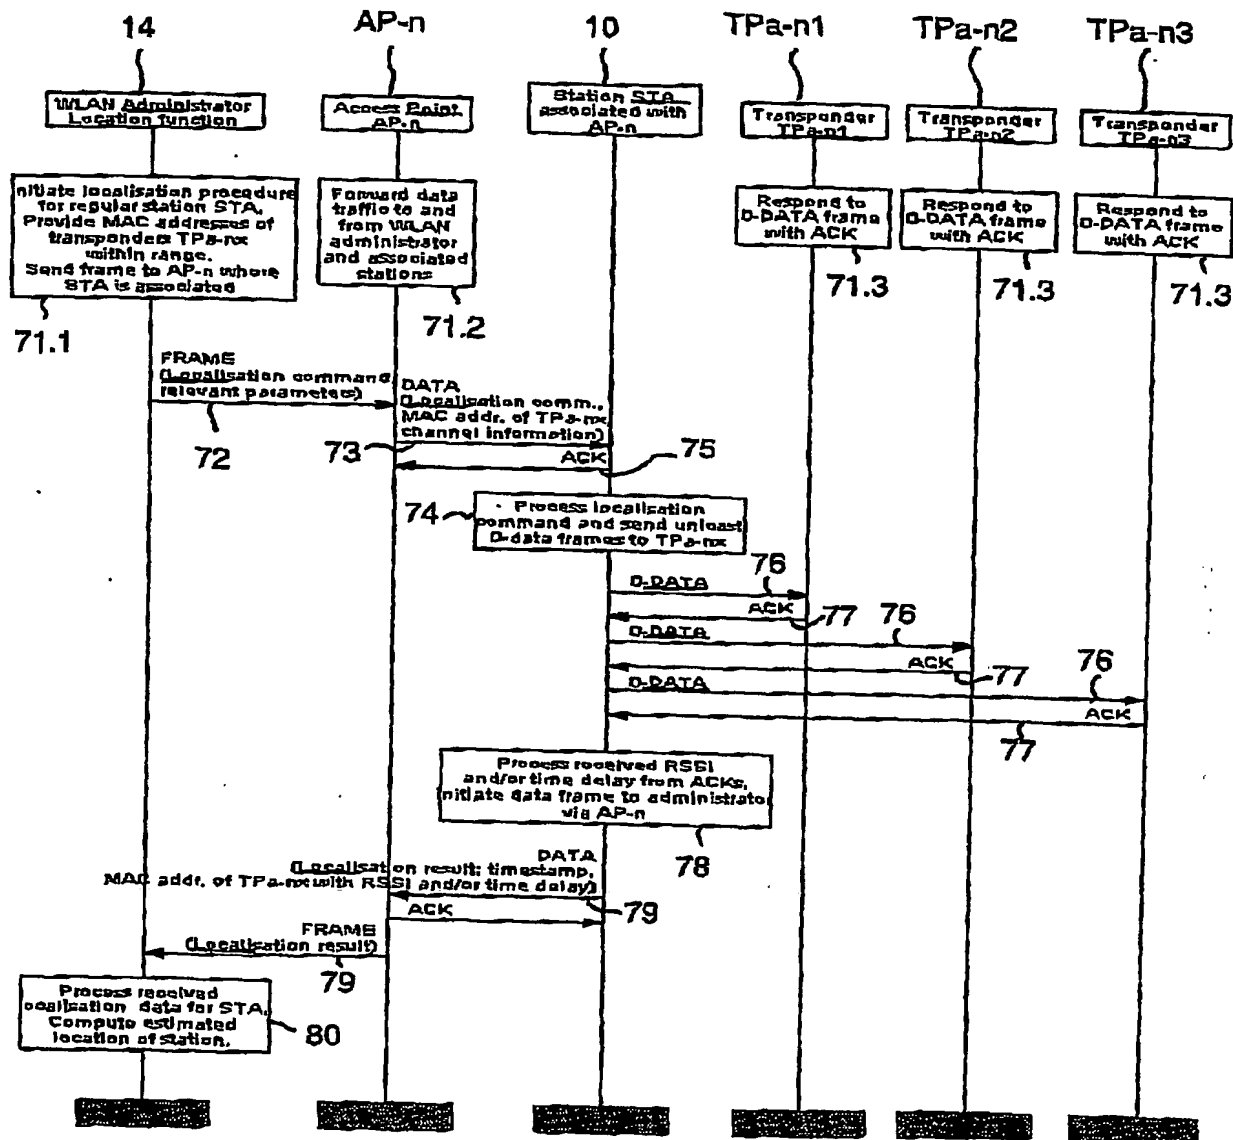 14
AP-n
10
TPa-n1
TPa-n2
TPa-n3
WLAN Administrator
Location function
Access Point
AP-n
Station STA
associated with
AP-n
Transponder
TPa-n1
Transponder
TPa-n2
Transponder
TPa-n3
Initiate localisation procedure
for regular station STA.
Provide MAC addresses of
transponders TPa-nx
within range.
Send frame to AP-n where
STA is associated
71.1
Forward data
traffic to and
from WLAN
administrator
and associated
stations
71.2
Respond to
D-DATA frame
with ACK
71.3
Respond to
D-DATA frame
with ACK
71.3
Respond to
D-DATA frame
with ACK
71.3
FRAME
(Localisation command,
relevant parameters)
72
DATA
(Localisation comm.,
MAC addr. of TPa-nx,
channel information)
73
ACK
75
74
Process localisation
command and send unicast
D-data frames to TPa-nx
D-DATA
76
ACK
77
D-DATA
76
ACK
77
D-DATA
76
ACK
77
Process received RSSI
and/or time delay from ACKs,
Initiate data frame to administrator
via AP-n
78
DATA
(Localisation result: timestamp,
MAC addr. of TPa-nx with RSSI and/or time delay)
79
ACK
FRAME
(Localisation result)
79
Process received
localisation data for STA.
Compute estimated
location of station.
80